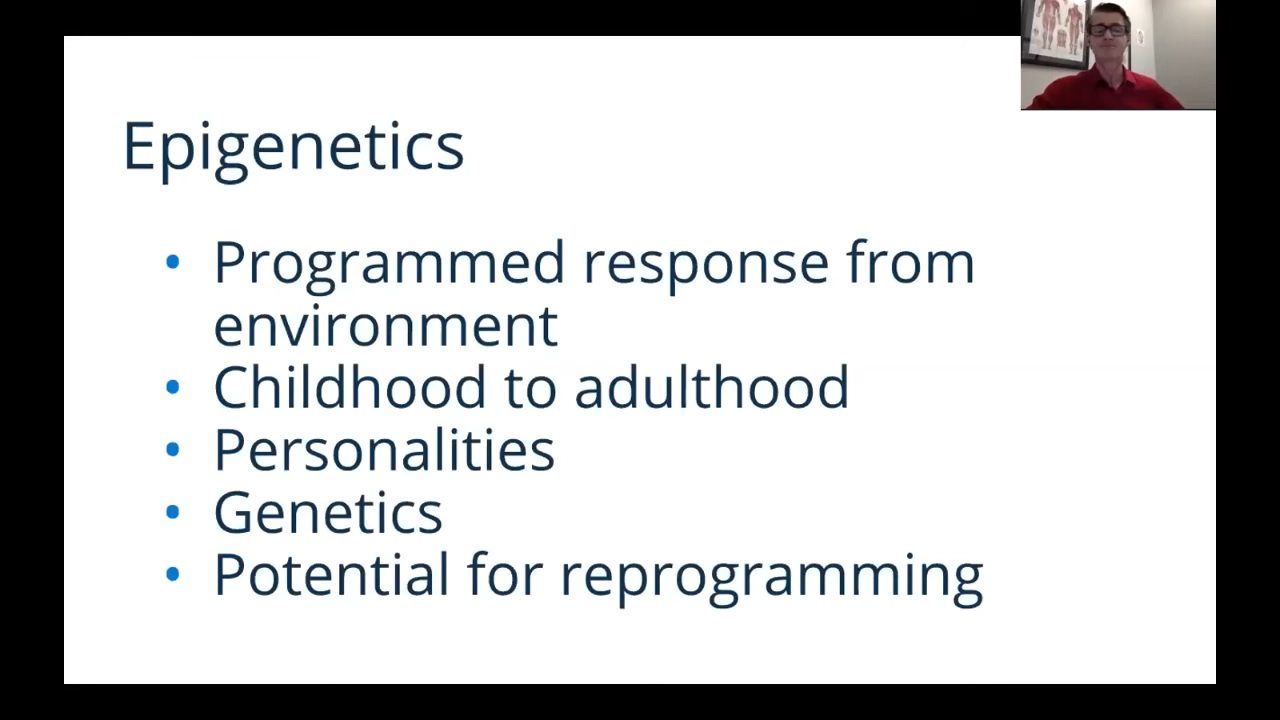 Epigenetics
• Programmed response from
environment
• Childhood to adulthood
• Personalities
• Genetics
• Potential for reprogramming